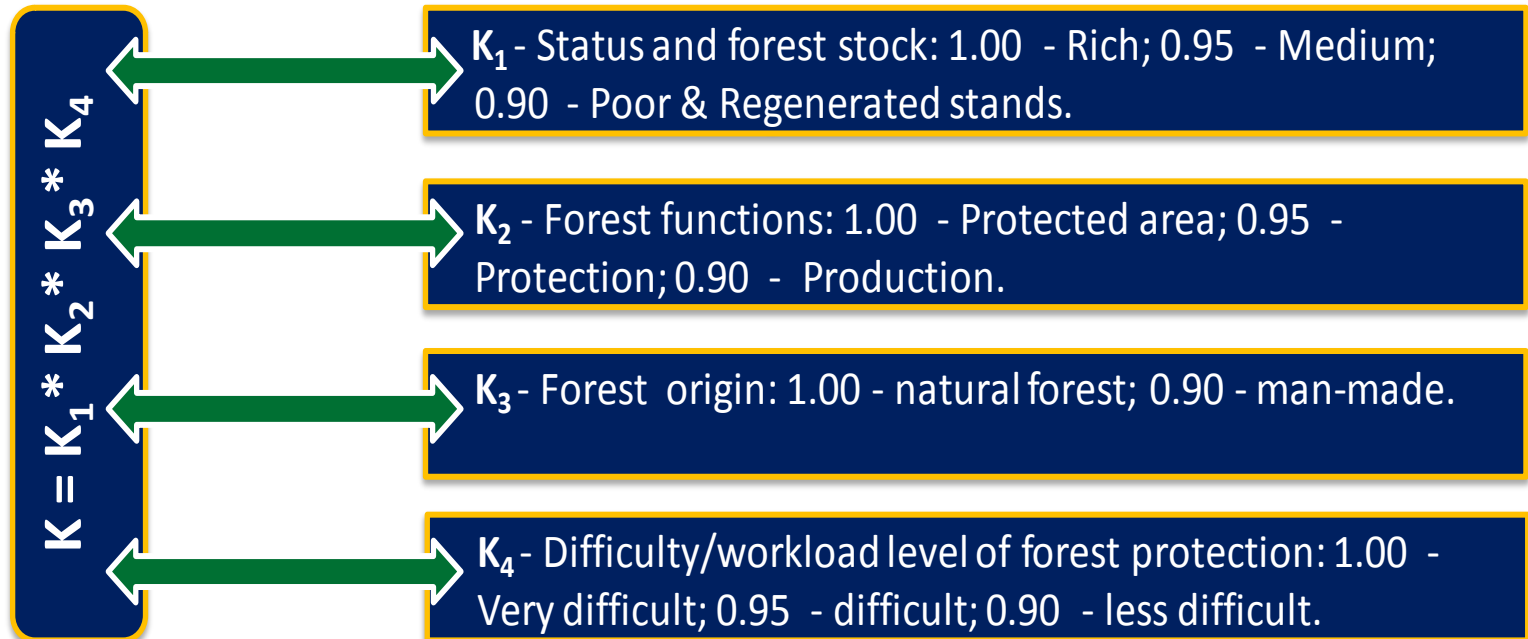 K = K₁* K₂* K₃* K₄
K₁ - Status and forest stock: 1.00 - Rich; 0.95 - Medium;
0.90 - Poor & Regenerated stands.
K₂ - Forest functions: 1.00 - Protected area; 0.95 -
Protection; 0.90 - Production.
K₃ - Forest origin: 1.00 - natural forest; 0.90 - man-made.
K₄ - Difficulty/workload level of forest protection: 1.00 -
Very difficult; 0.95 - difficult; 0.90 - less difficult.